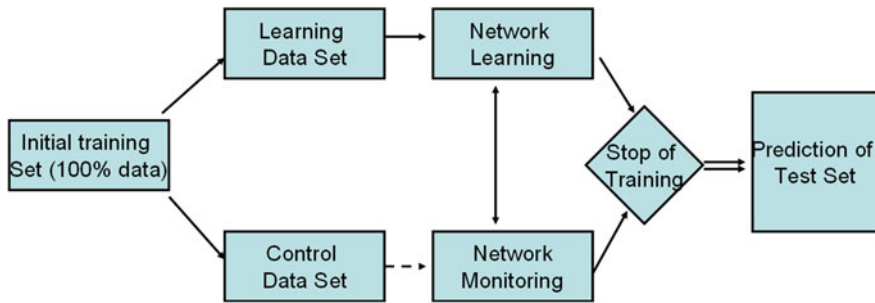 Initial training
Set (100% data)
Learning
Data Set
Network
Learning
Control
Data Set
Network
Monitoring
Stop of
Training
Prediction of
Test Set